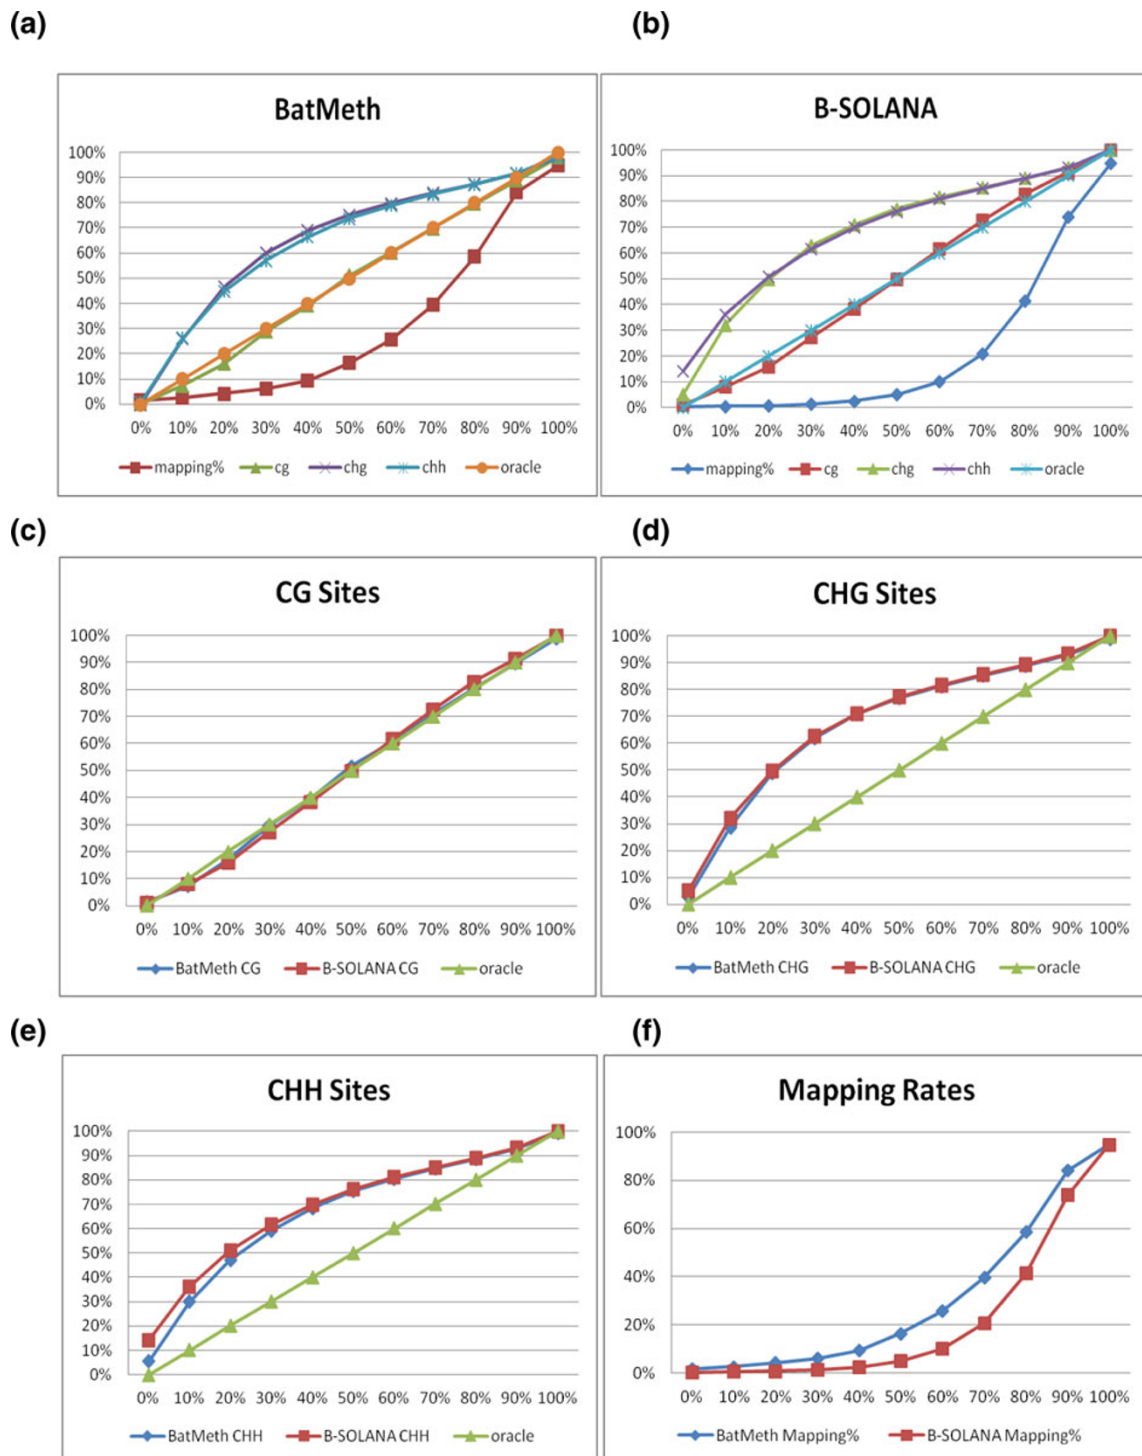 (a)
(b)
BatMeth
100%
90%
80%
70%
60%
50%
40%
30%
20%
10%
0%
0% 10% 20% 30% 40% 50% 60% 70% 80% 90% 100%
mapping% cg chg chh oracle
B-SOLANA
100%
90%
80%
70%
60%
50%
40%
30%
20%
10%
0%
0% 10% 20% 30% 40% 50% 60% 70% 80% 90% 100%
mapping% cg chg chh oracle
(c)
(d)
CG Sites
100%
90%
80%
70%
60%
50%
40%
30%
20%
10%
0%
0% 10% 20% 30% 40% 50% 60% 70% 80% 90% 100%
BatMeth CG B-SOLANA CG oracle
CHG Sites
100%
90%
80%
70%
60%
50%
40%
30%
20%
10%
0%
0% 10% 20% 30% 40% 50% 60% 70% 80% 90% 100%
BatMeth CHG B-SOLANA CHG oracle
(e)
(f)
CHH Sites
100%
90%
80%
70%
60%
50%
40%
30%
20%
10%
0%
0% 10% 20% 30% 40% 50% 60% 70% 80% 90% 100%
BatMeth CHH B-SOLANA CHH oracle
Mapping Rates
100%
80%
60%
40%
20%
0%
0% 10% 20% 30% 40% 50% 60% 70% 80% 90% 100%
BatMeth Mapping% B-SOLANA Mapping%